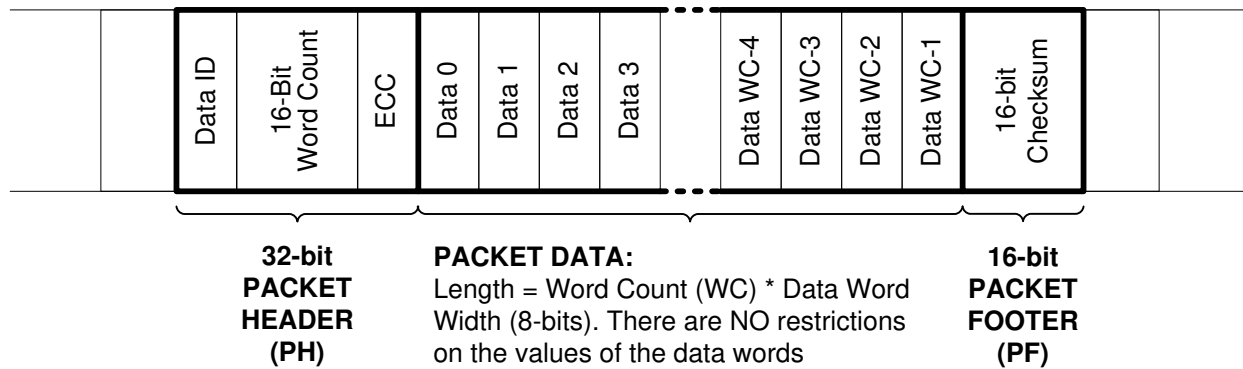 Data ID
16-Bit
Word Count
ECC
Data 0
Data 1
Data 2
Data 3
Data WC-4
Data WC-3
Data WC-2
Data WC-1
16-bit
Checksum
32-bit
PACKET
HEADER
(PH)
PACKET DATA:
Length = Word Count (WC) * Data Word
Width (8-bits). There are NO restrictions
on the values of the data words
16-bit
PACKET
FOOTER
(PF)